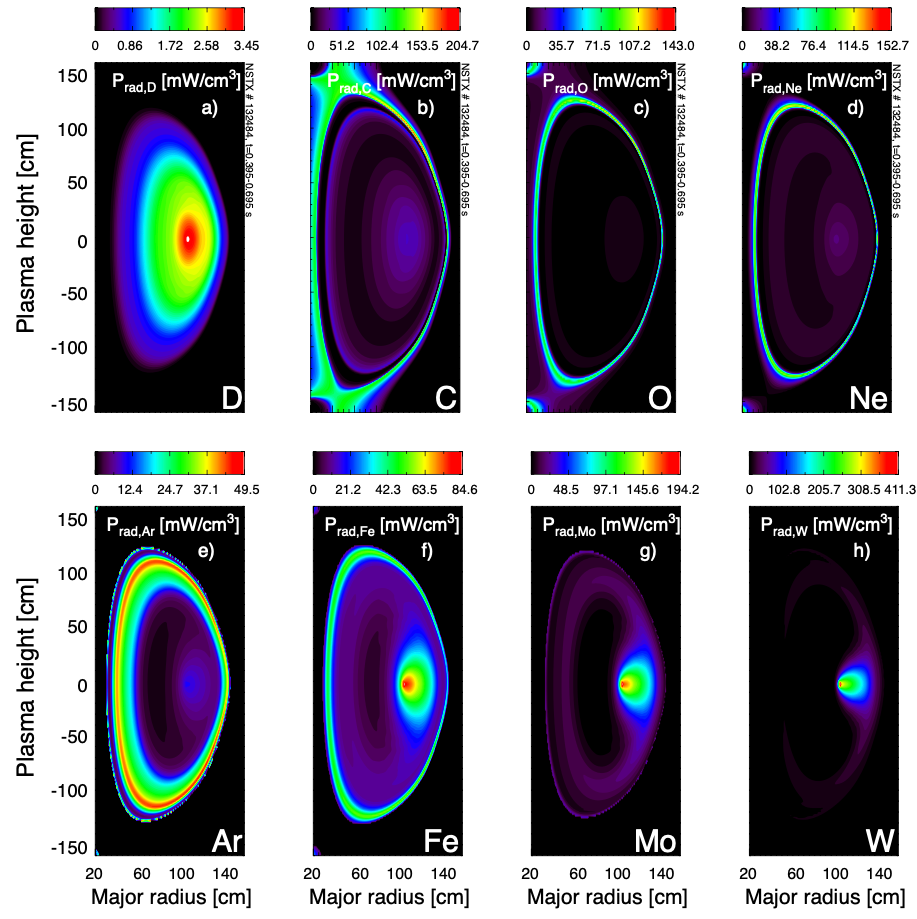 0 0.86 1.72 2.58 3.45
0 51.2 102.4 153.5 204.7
0 35.7 71.5 107.2 143.0
0 38.2 76.4 114.5 152.7
P_rad,D [mW/cm³]
a)
P_rad,C [mW/cm³]
b)
P_rad,O [mW/cm³]
c)
P_rad,Ne [mW/cm³]
d)
NSTX # 132484, t=0.395-0.695 s
NSTX # 132484, t=0.395-0.695 s
NSTX # 132484, t=0.395-0.695 s
Plasma height [cm]
150
100
50
0
-50
-100
-150
D
C
O
Ne
0 12.4 24.7 37.1 49.5
0 21.2 42.3 63.5 84.6
0 48.5 97.1 145.6 194.2
0 102.8 205.7 308.5 411.3
P_rad,Ar [mW/cm³]
e)
P_rad,Fe [mW/cm³]
f)
P_rad,Mo [mW/cm³]
g)
P_rad,W [mW/cm³]
h)
Plasma height [cm]
150
100
50
0
-50
-100
-150
Ar
Fe
Mo
W
20 60 100 140
20 60 100 140
20 60 100 140
20 60 100 140
Major radius [cm]
Major radius [cm]
Major radius [cm]
Major radius [cm]